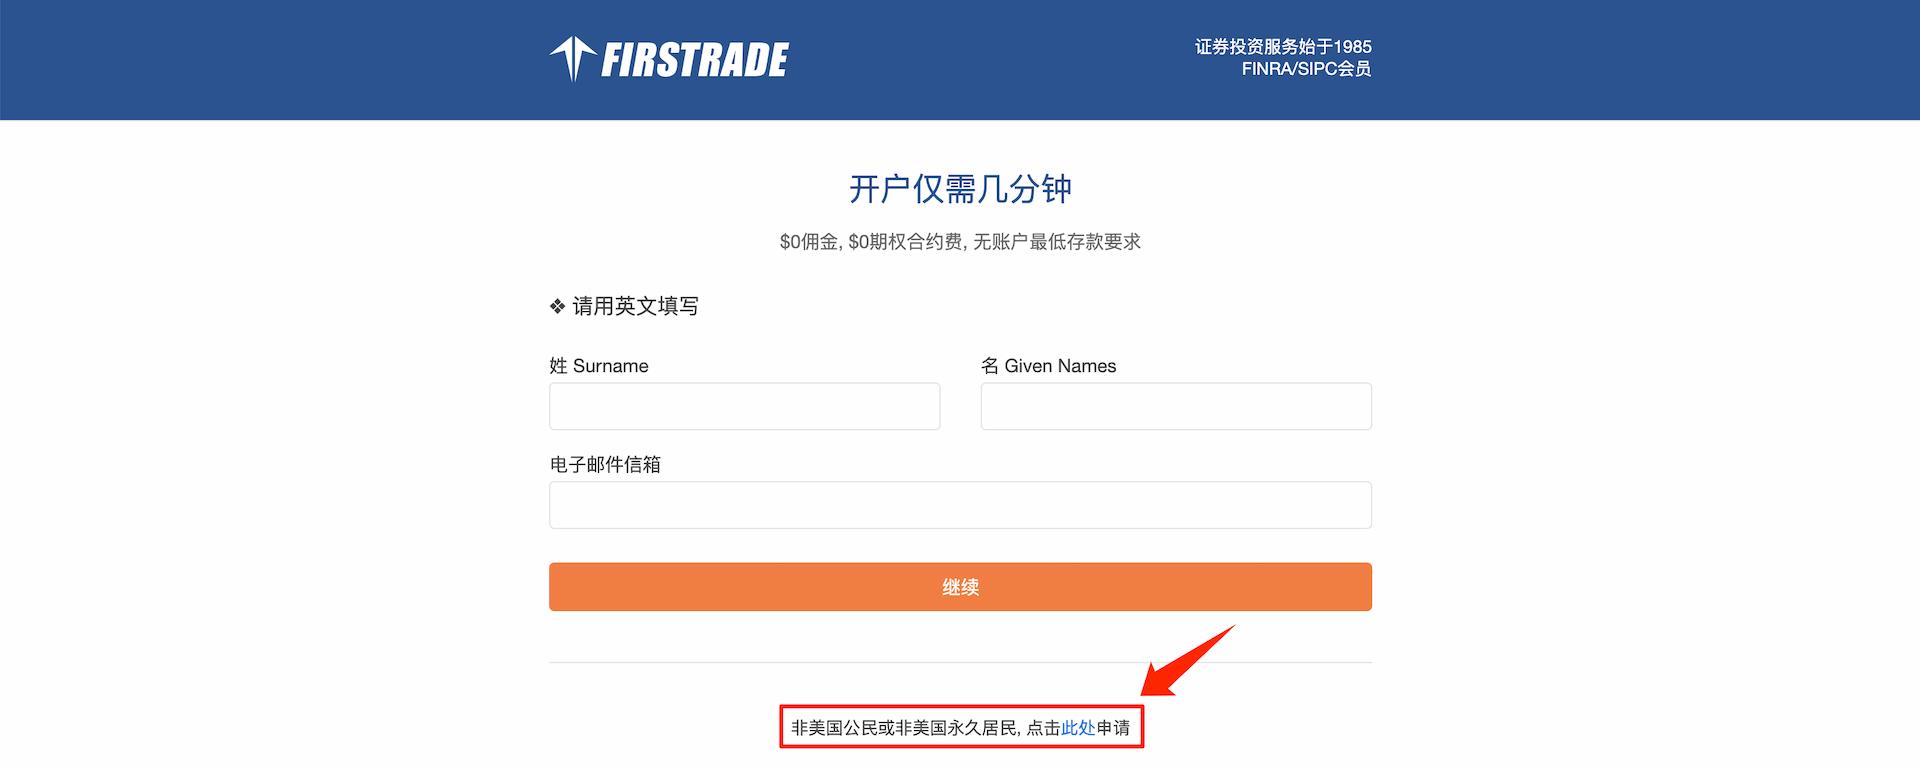 FIRSTRADE
证券投资服务始于1985
FINRA/SIPC会员
开户仅需几分钟
$0佣金, $0期权合约费, 无账户最低存款要求
❖ 请用英文填写
姓 Surname
名 Given Names
电子邮件信箱
继续
非美国公民或非美国永久居民, 点击此处申请